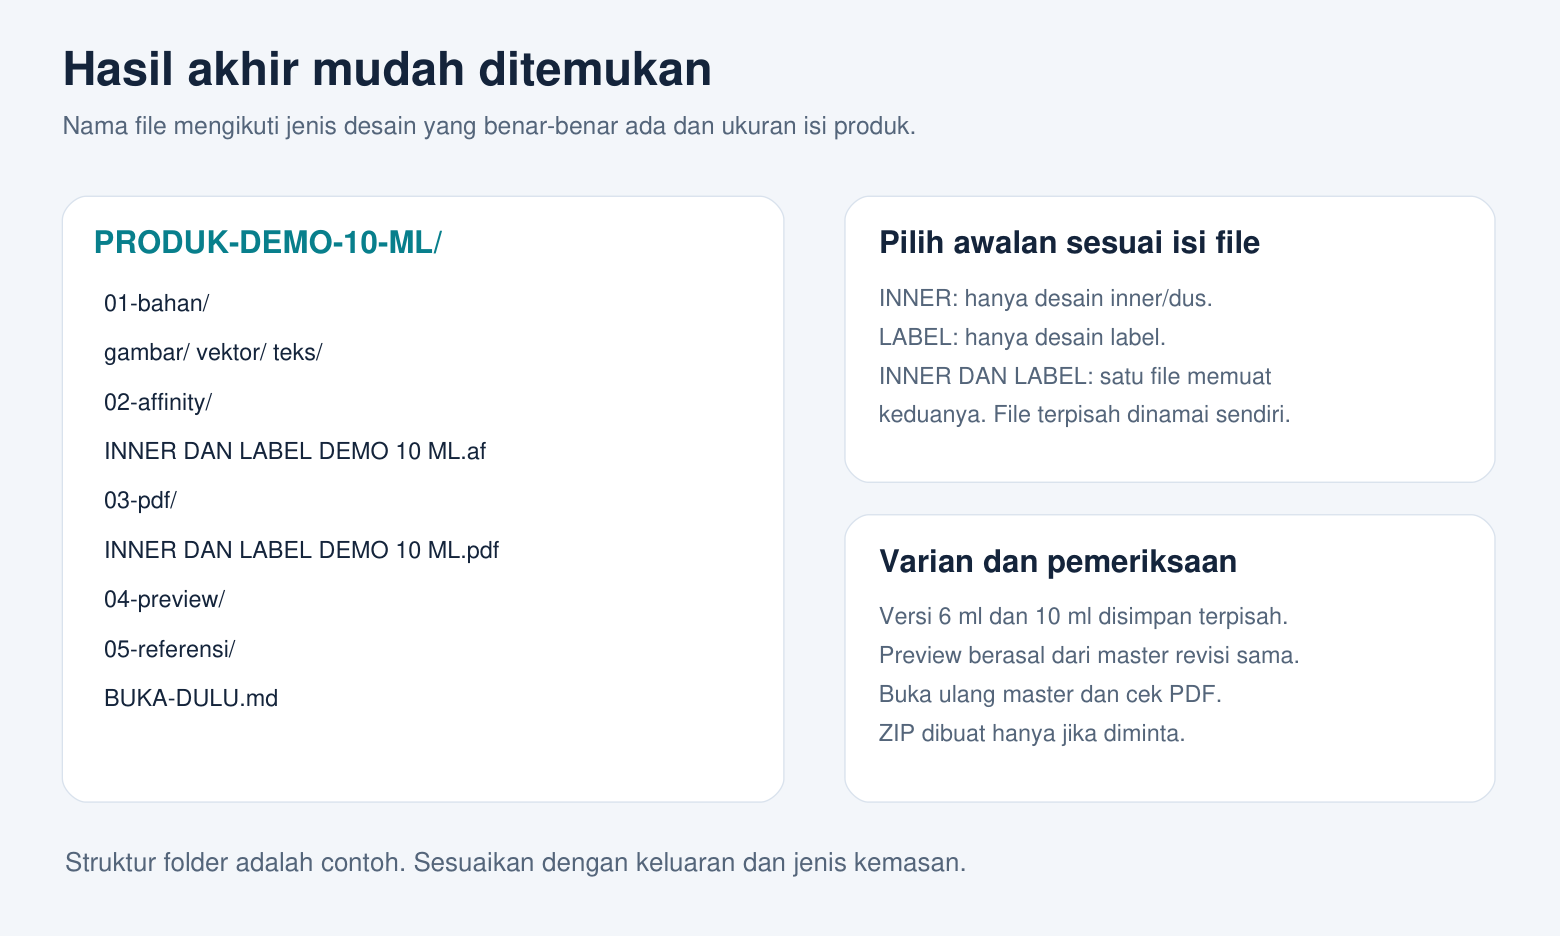 Hasil akhir mudah ditemukan
Nama file mengikuti jenis desain yang benar-benar ada dan ukuran isi produk.
PRODUK-DEMO-10-ML/
01-bahan/
gambar/ vektor/ teks/
02-affinity/
INNER DAN LABEL DEMO 10 ML.af
03-pdf/
INNER DAN LABEL DEMO 10 ML.pdf
04-preview/
05-referensi/
BUKA-DULU.md
Pilih awalan sesuai isi file
INNER: hanya desain inner/dus.
LABEL: hanya desain label.
INNER DAN LABEL: satu file memuat
keduanya. File terpisah dinamai sendiri.
Varian dan pemeriksaan
Versi 6 ml dan 10 ml disimpan terpisah.
Preview berasal dari master revisi sama.
Buka ulang master dan cek PDF.
ZIP dibuat hanya jika diminta.
Struktur folder adalah contoh. Sesuaikan dengan keluaran dan jenis kemasan.